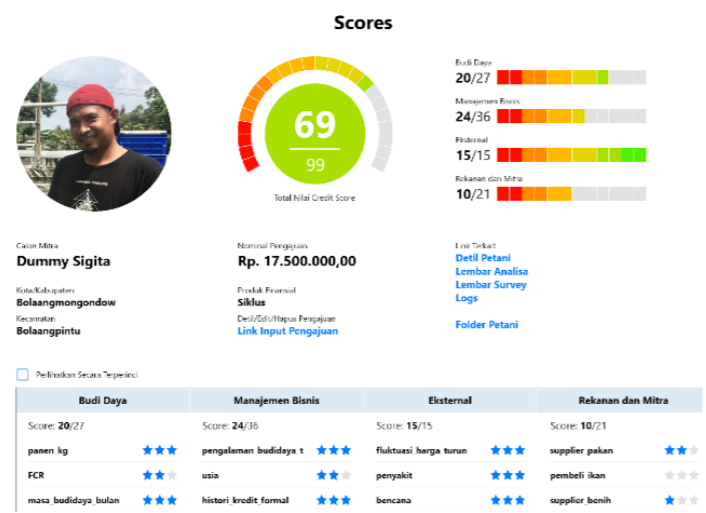 Scores
69
99
Total Nilai Credit Score
Budi Daya
20/27
Manajemen Bisnis
24/36
Eksternal
15/15
Rekanan dan Mitra
10/21
Calon Mitra
Dummy Sigita
Kota/Kabupaten
Bolaangmongondow
Kecamatan
Bolaangpintu
Nominal Pengajuan
Rp. 17.500.000,00
Produk Finansial
Siklus
Detil/Edit/Hapus Pengajuan
Link Input Pengajuan
Link Terkait
Detil Petani
Lembar Analisa
Lembar Survey
Logs
Folder Petani
Perlihatkan Secara Terperinci
Budi Daya Manajemen Bisnis Eksternal Rekanan dan Mitra
Score: 20/27 Score: 24/36 Score: 15/15 Score: 10/21
panen_kg pengalaman_budidaya_t fluktuasi_harga_turun supplier_pakan
FCR usia penyakit pembeli_ikan
masa_budidaya_bulan histori_kredit_formal bencana supplier_benih